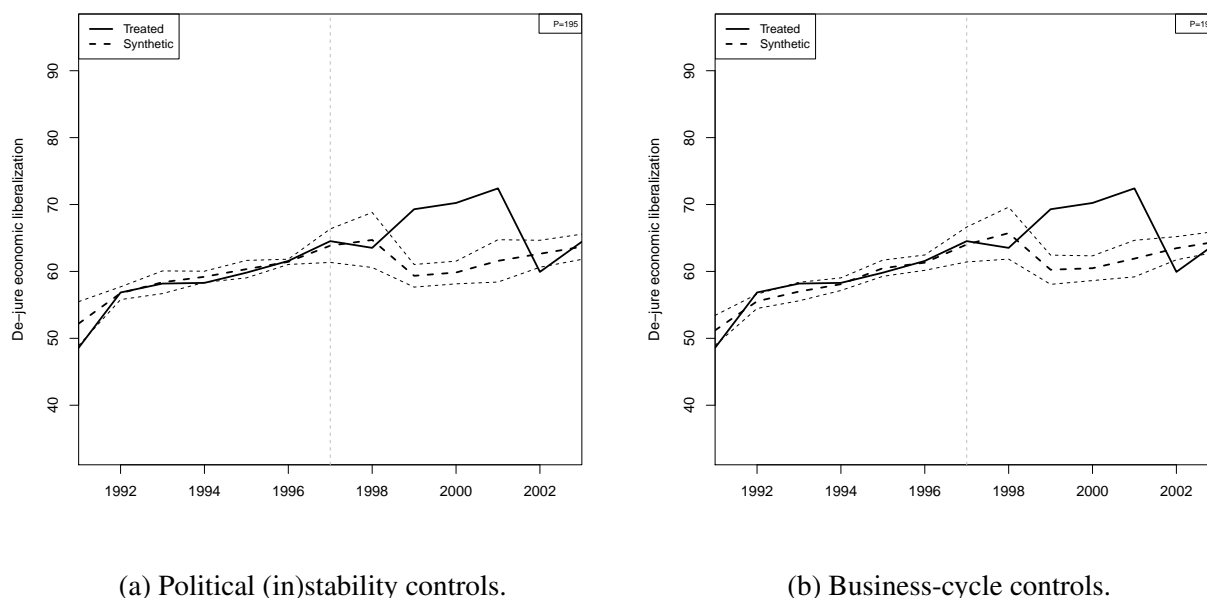 Treated
Synthetic
P=195
De−jure economic liberalization
90
80
70
60
50
40
1992 1994 1996 1998 2000 2002
(a) Political (in)stability controls.
Treated
Synthetic
De−jure economic liberalization
90
80
70
60
50
40
1992 1994 1996 1998 2000 2002
(b) Business-cycle controls.